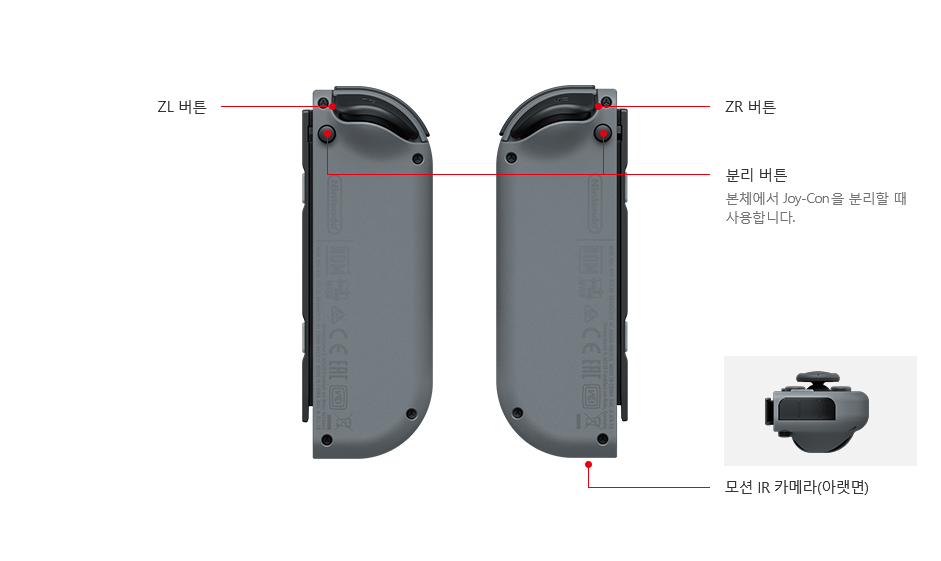 ZL 버튼
ZR 버튼
분리 버튼
본체에서 Joy-Con을 분리할 때
사용합니다.
Nintendo
모션 IR 카메라(아랫면)